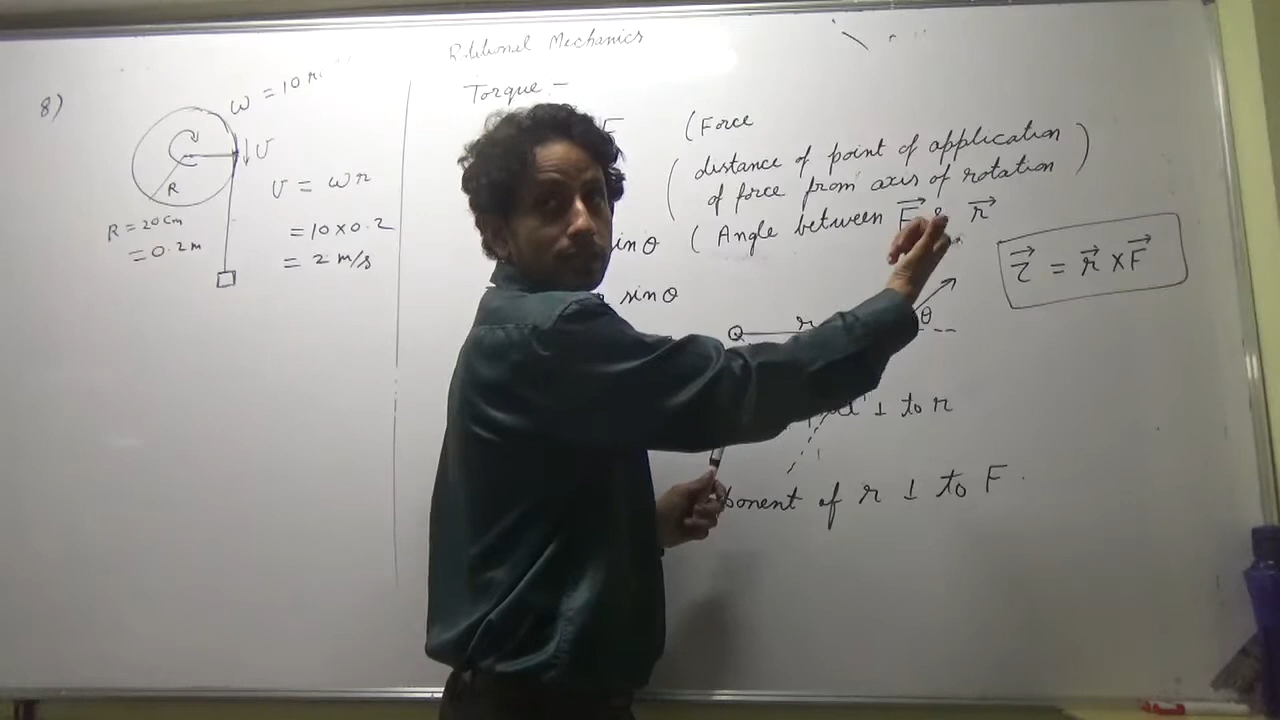 Rotational Mechanics
8)
ω = 10
υ
R
R = 20 cm
= 0.2 m
υ = ωr
= 10 × 0.2
= 2 m/s
Torque –
F (Force
(distance of point of application
of force from axis of rotation)
sin θ (Angle between F⃗ & r⃗
sin θ
τ⃗ = r⃗ × F⃗
r
θ
⊥ to r
of r ⊥ to F.